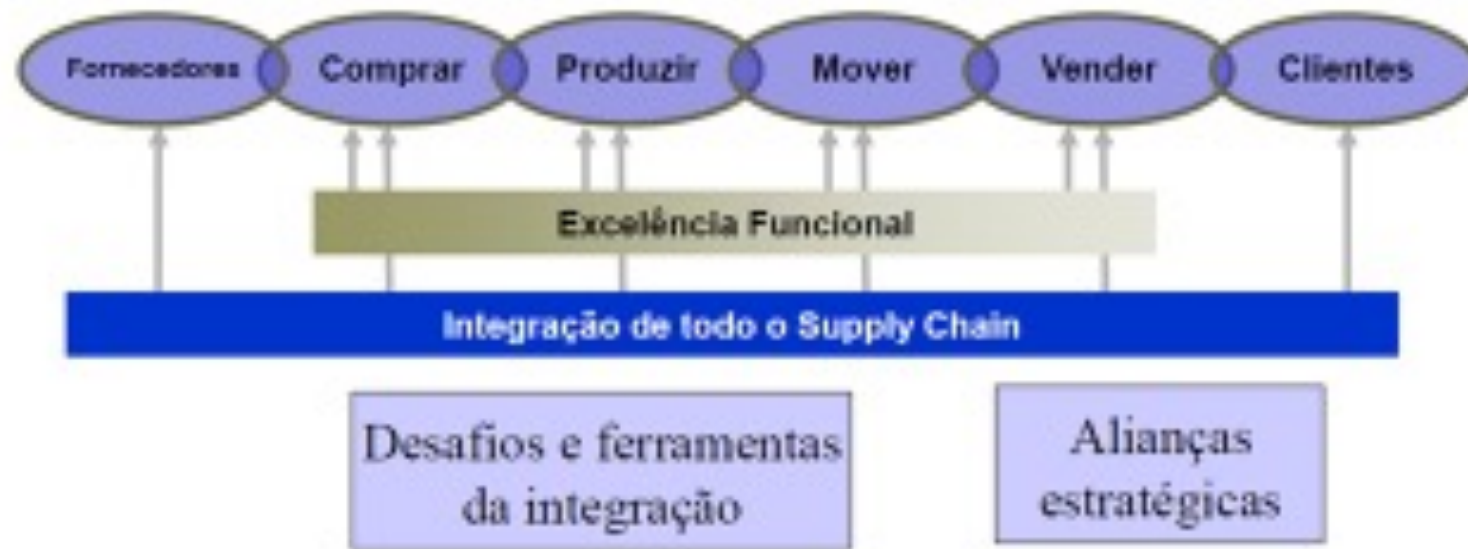 Fornecedores Comprar Produzir Mover Vender Clientes
Excelência Funcional
Integração de todo o Supply Chain
Desafios e ferramentas
da integração
Alianças
estratégicas